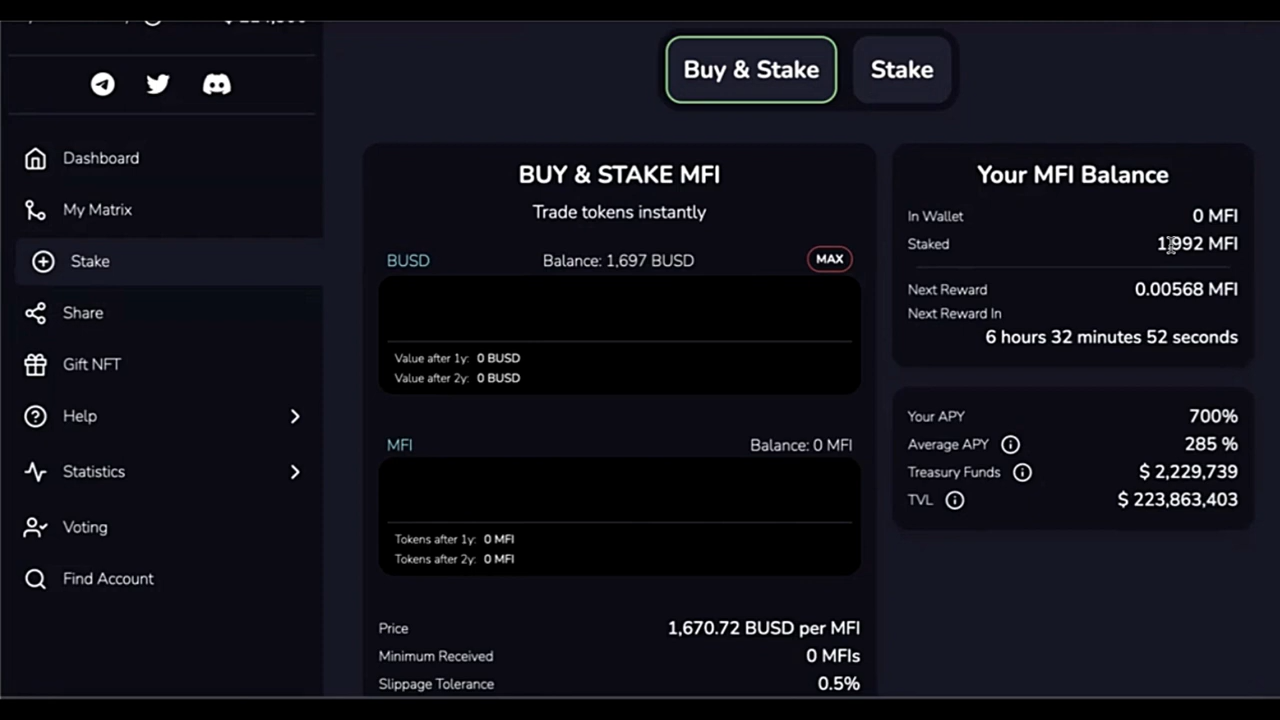 Buy & Stake
Stake
Dashboard
My Matrix
Stake
Share
Gift NFT
Help
Statistics
Voting
Find Account
BUY & STAKE MFI
Trade tokens instantly
BUSD Balance: 1,697 BUSD MAX
Value after 1y: 0 BUSD
Value after 2y: 0 BUSD
MFI Balance: 0 MFI
Tokens after 1y: 0 MFI
Tokens after 2y: 0 MFI
Price 1,670.72 BUSD per MFI
Minimum Received 0 MFIs
Slippage Tolerance 0.5%
Your MFI Balance
In Wallet 0 MFI
Staked MFI
Next Reward 0.00568 MFI
Next Reward In
6 hours 32 minutes 52 seconds
Your APY 700%
Average APY 285 %
Treasury Funds $ 2,229,739
TVL $ 223,863,403